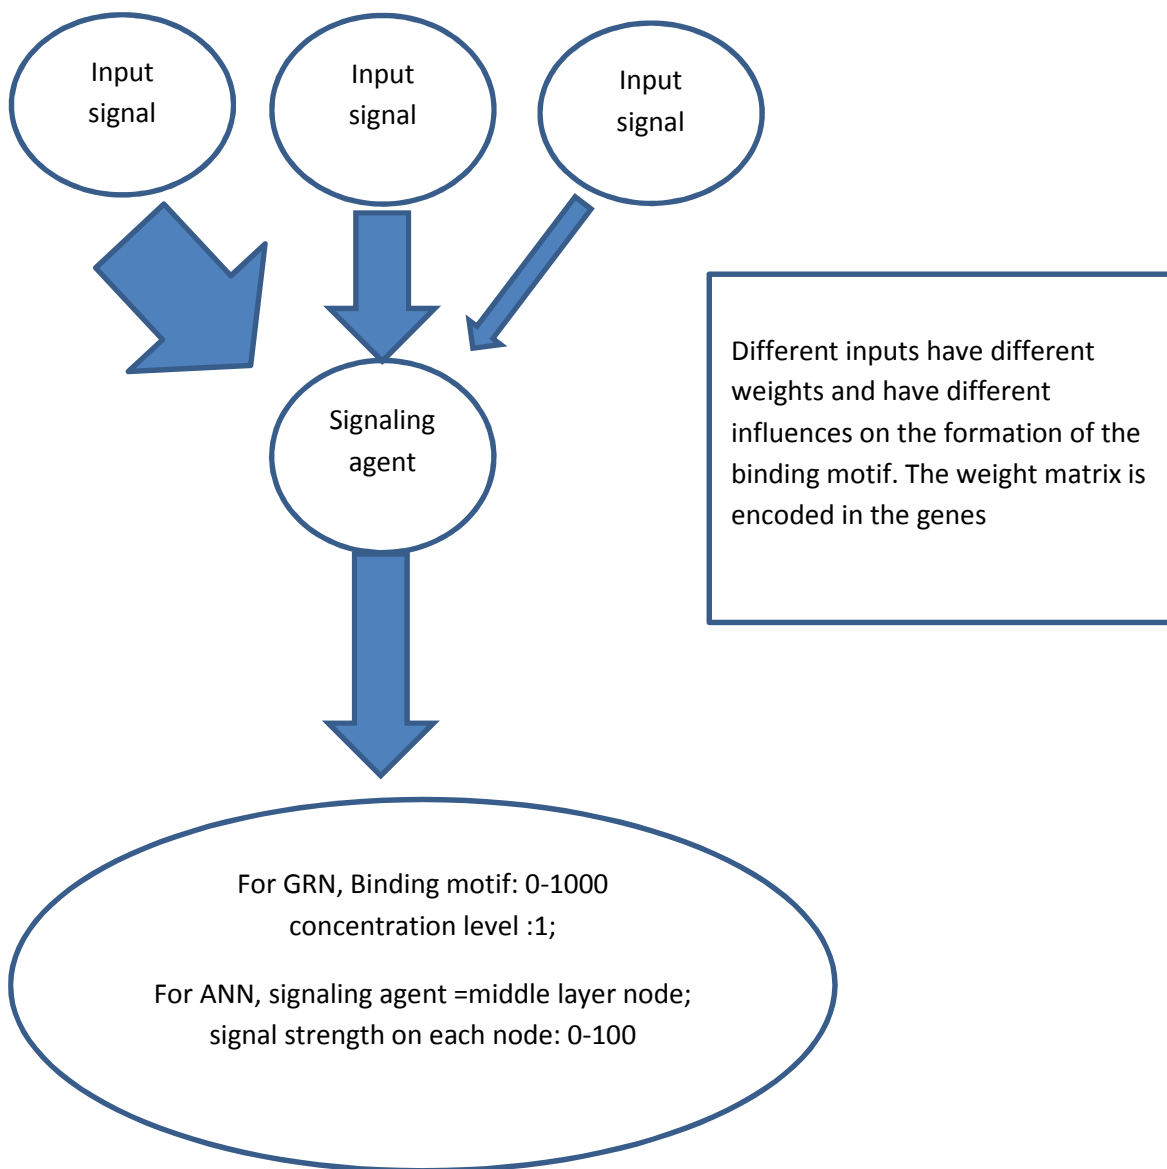 Input
signal
Input
signal
Input
signal
Signaling
agent
Different inputs have different
weights and have different
influences on the formation of the
binding motif. The weight matrix is
encoded in the genes
For GRN, Binding motif: 0-1000
concentration level :1;
For ANN, signaling agent =middle layer node;
signal strength on each node: 0-100